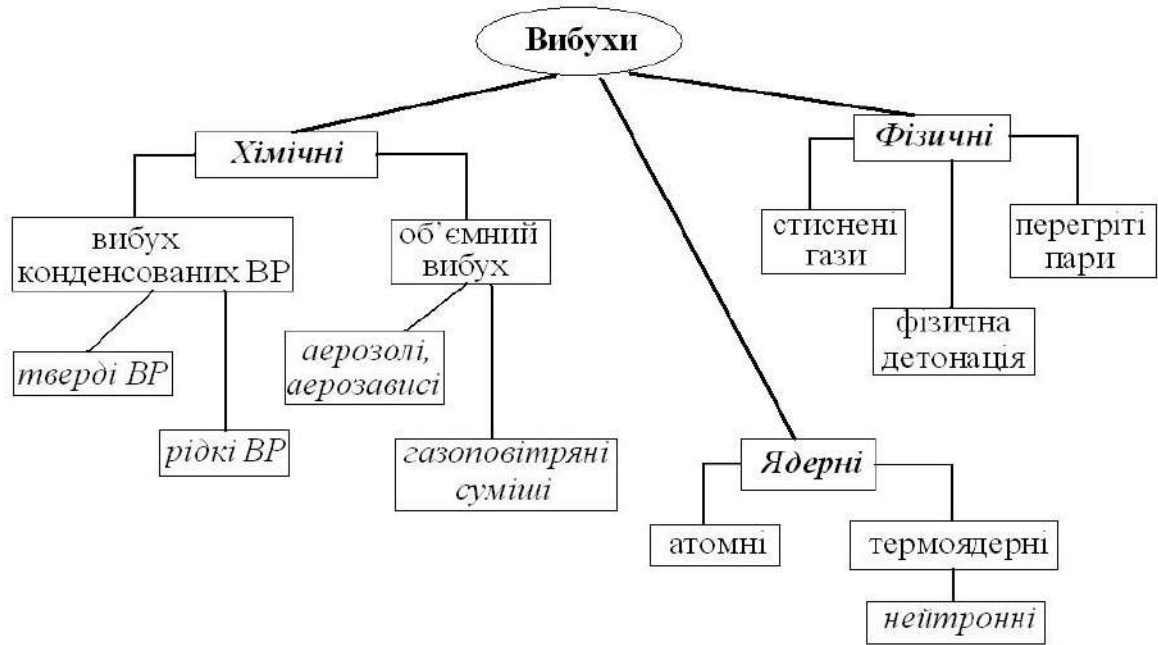 Вибухи
Хімічні
Фізичні
вибух
конденсованих ВР
об’ємний
вибух
стиснені
гази
перегріті
пари
тверді ВР
аерозолі,
аерозависі
фізична
детонація
рідкі ВР
газоповітряні
суміші
Ядерні
атомні
термоядерні
нейтронні